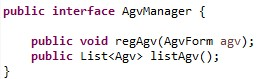 public interface AgvManager {
public void regAgv(AgvForm agv);
public List<Agv> listAgv();
}